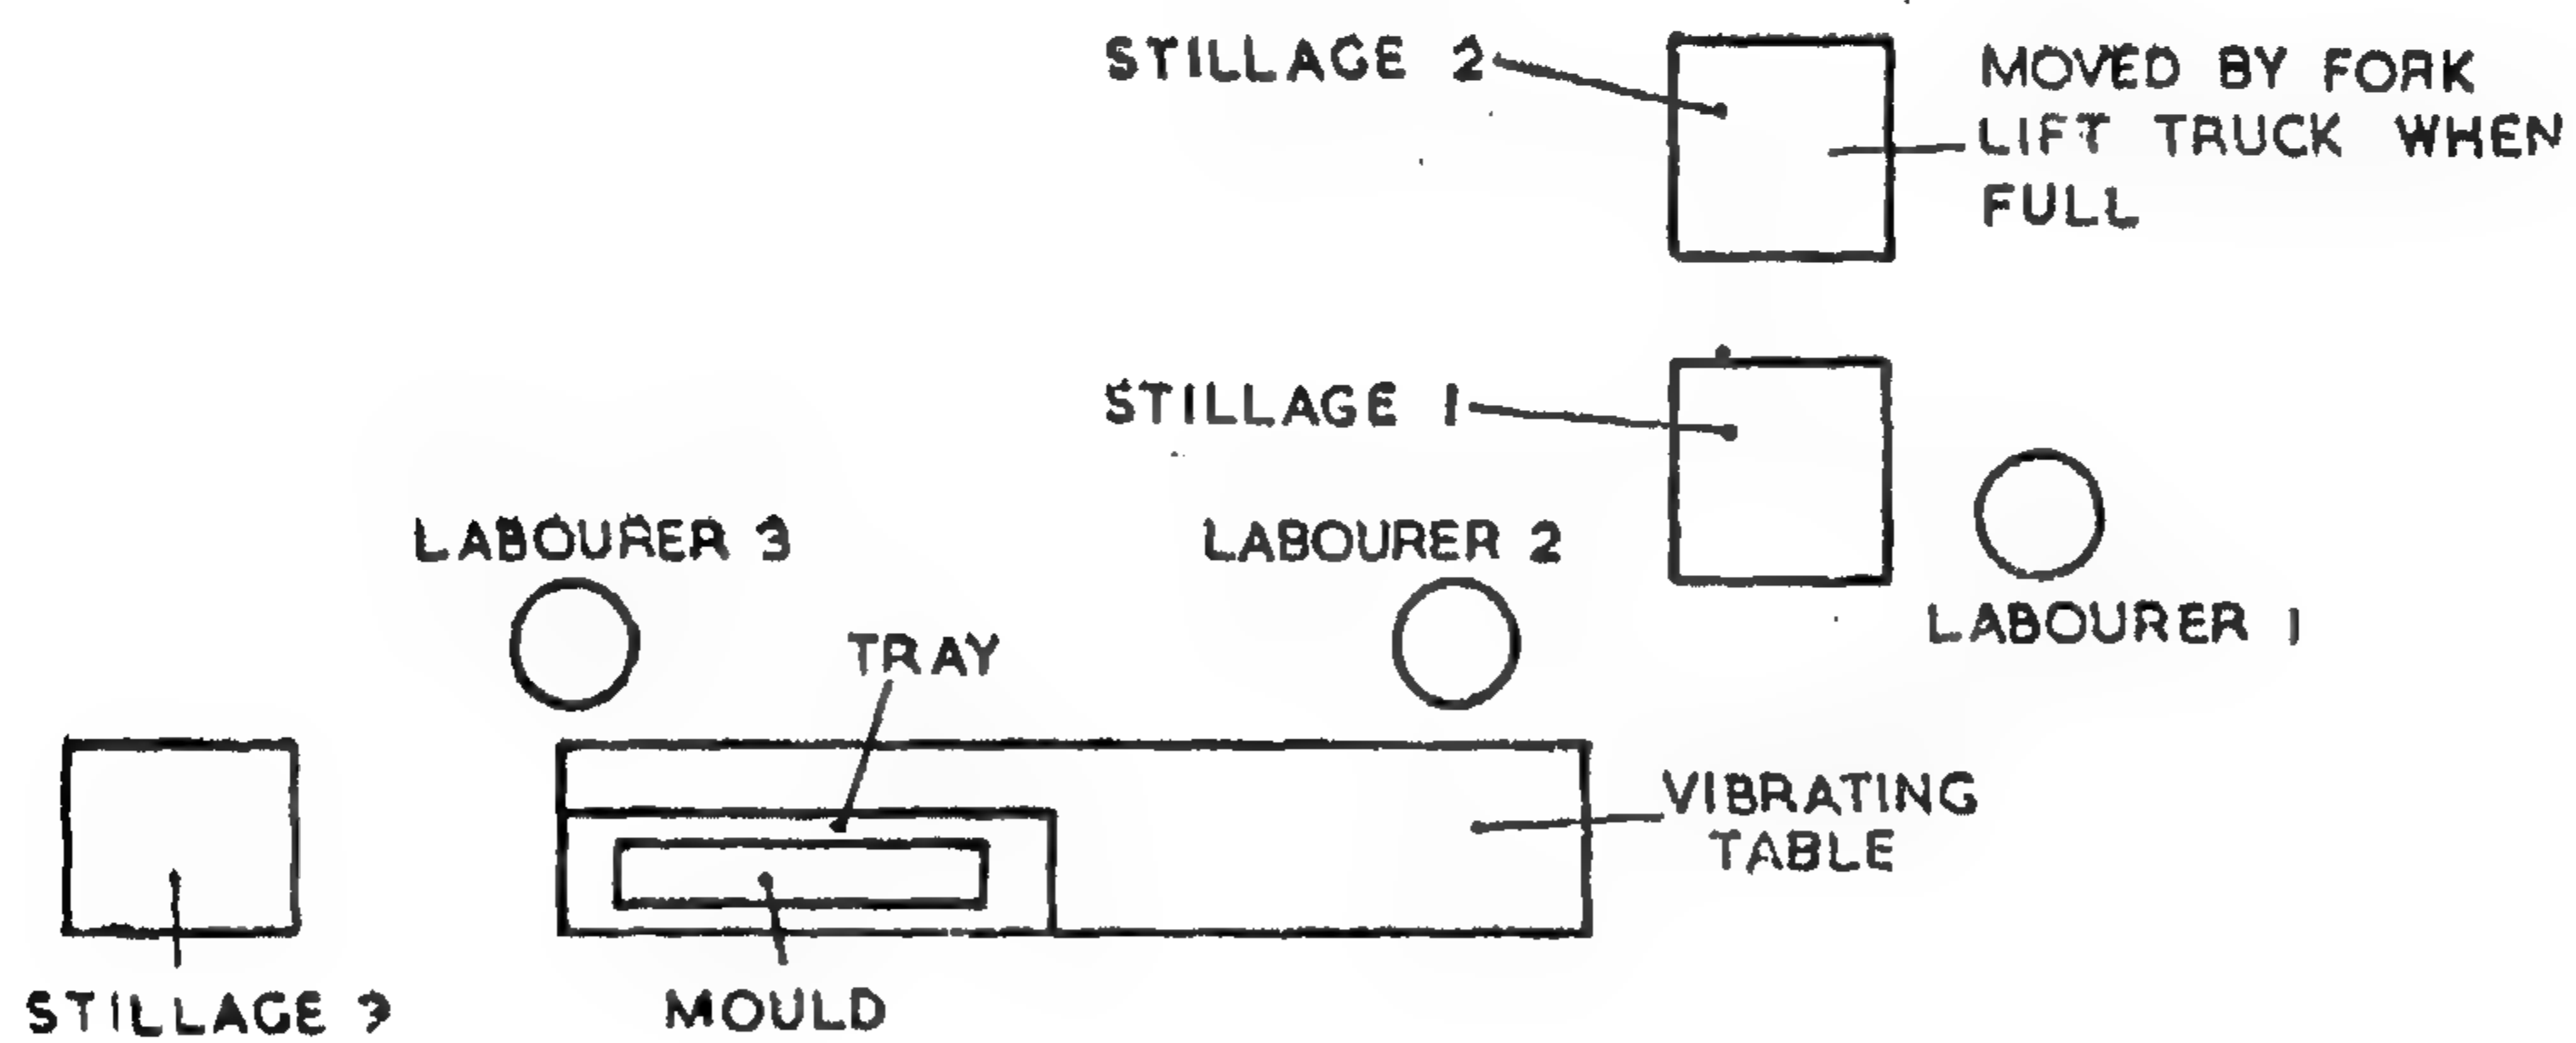 STILLAGE 2
MOVED BY FORK
LIFT TRUCK WHEN
FULL
STILLAGE 1
LABOURER 3
LABOURER 2
LABOURER 1
TRAY
VIBRATING
TABLE
STILLAGE 3
MOULD